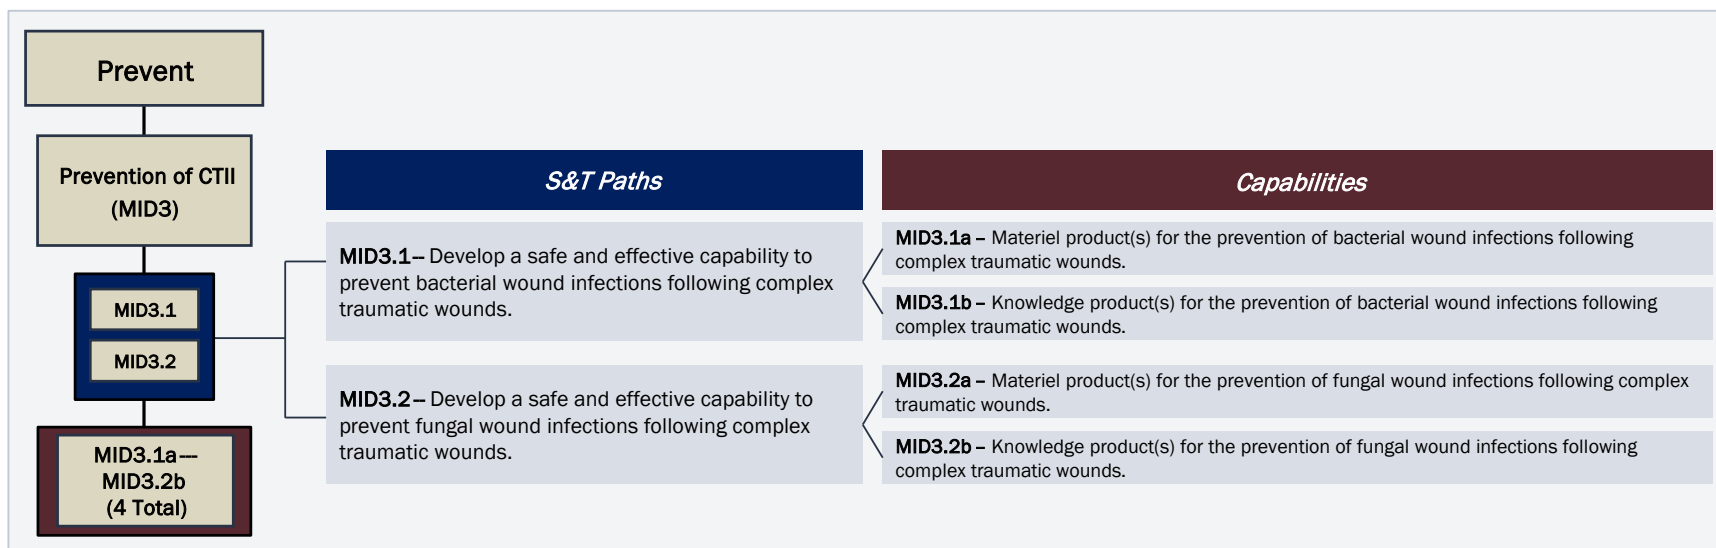 Prevent
Prevention of CTII
(MID3)
MID3.1
MID3.2
MID3.1a—
MID3.2b
(4 Total)
S&T Paths
Capabilities
MID3.1– Develop a safe and effective capability to
prevent bacterial wound infections following complex
traumatic wounds.
MID3.1a – Materiel product(s) for the prevention of bacterial wound infections following
complex traumatic wounds.
MID3.1b – Knowledge product(s) for the prevention of bacterial wound infections following
complex traumatic wounds.
MID3.2– Develop a safe and effective capability to
prevent fungal wound infections following complex
traumatic wounds.
MID3.2a – Materiel product(s) for the prevention of fungal wound infections following complex
traumatic wounds.
MID3.2b – Knowledge product(s) for the prevention of fungal wound infections following
complex traumatic wounds.